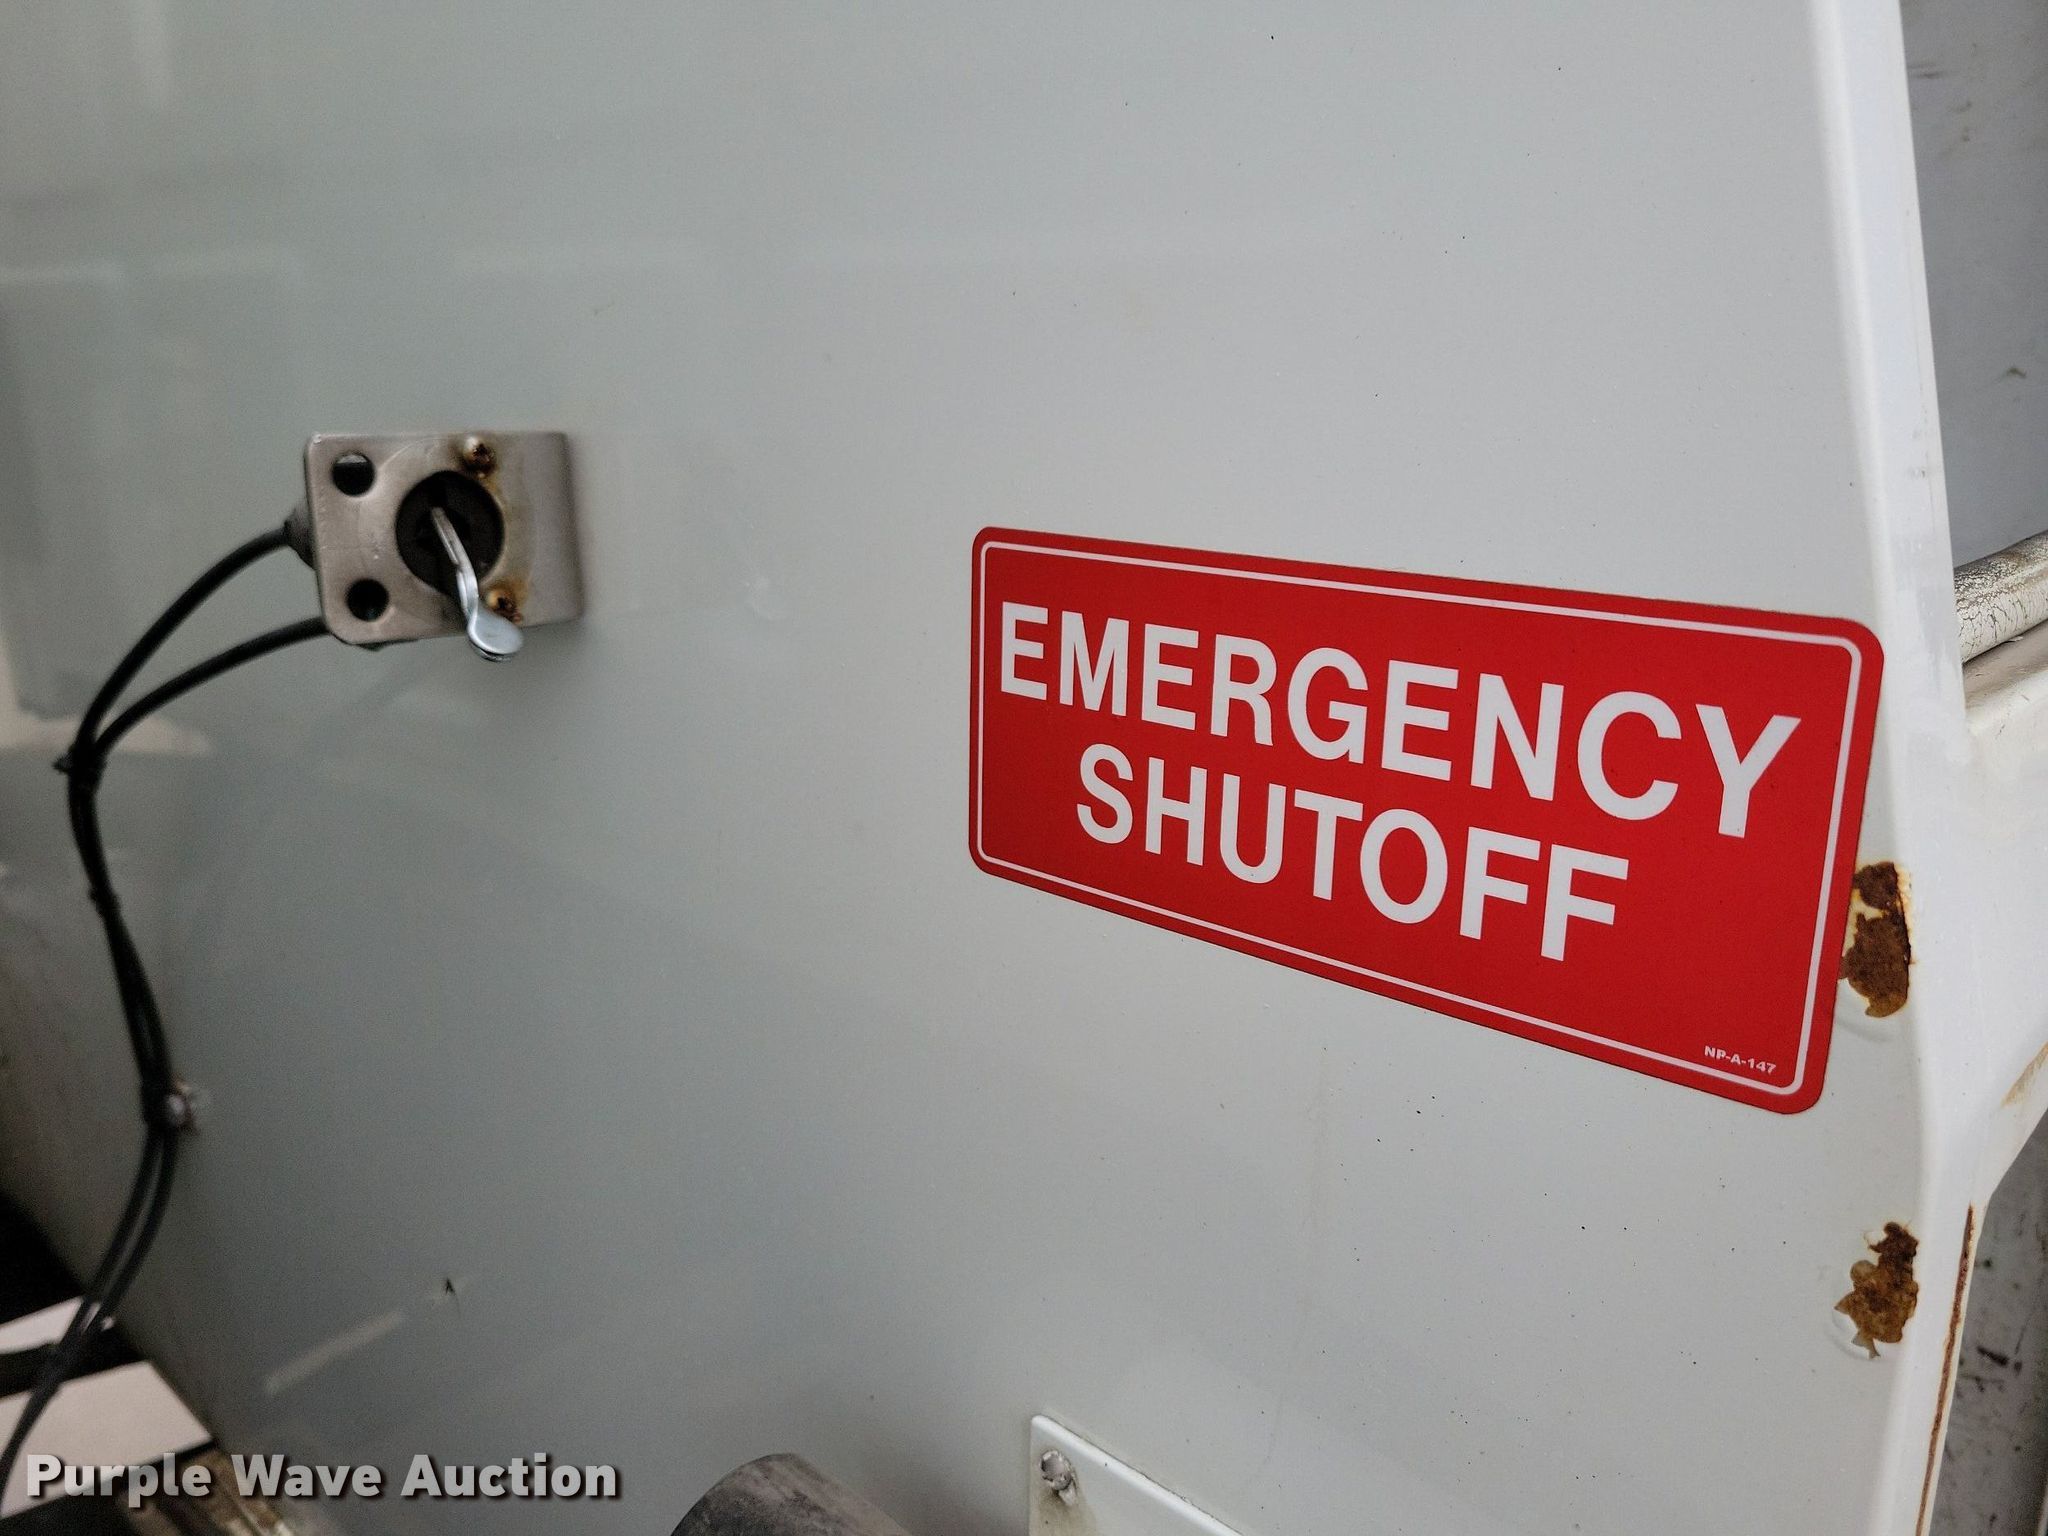 EMERGENCY
SHUTOFF
NP-A-147
Purple Wave Auction